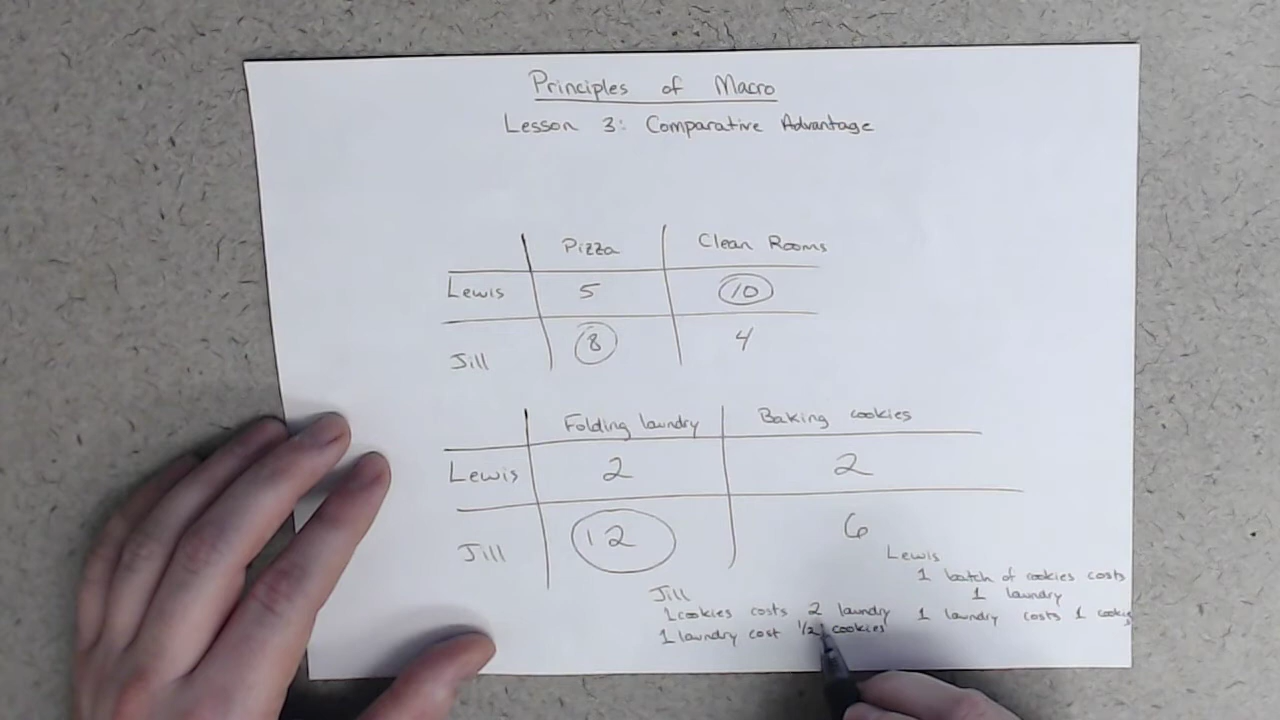 Principles of Macro
Lesson 3: Comparative Advantage
Pizza Clean Rooms
Lewis 5 10
Jill 8 4
Folding laundry Baking cookies
Lewis 2 2
Jill 12 6
Lewis
1 batch of cookies costs
1 laundry
1 laundry costs 1 cookies
Jill
1 cookies costs 2 laundry
1 laundry cost 1/2 cookies